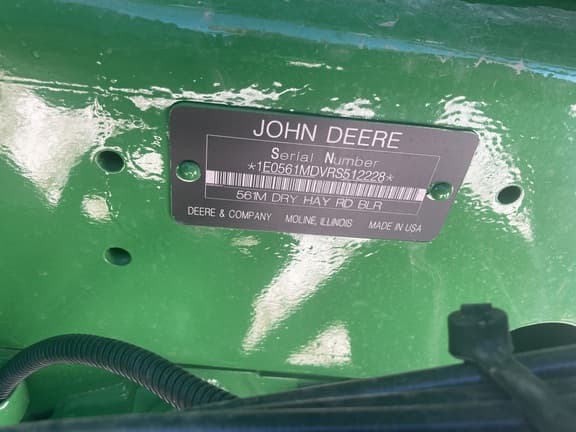 JOHN DEERE
Serial Number
*1E0561MDVRS512228*
561M DRY HAY RD BLR
DEERE & COMPANY MOLINE, ILLINOIS MADE IN USA